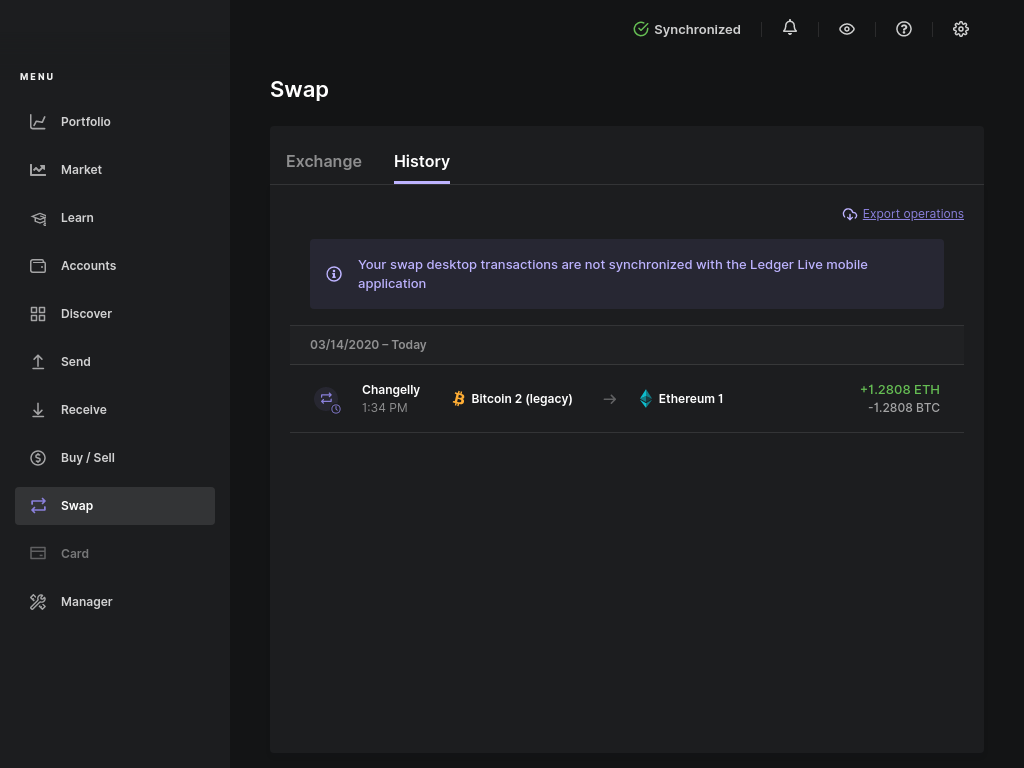 Synchronized
MENU
Portfolio
Market
Learn
Accounts
Discover
Send
Receive
Buy / Sell
Swap
Card
Manager
Swap
Exchange
History
Export operations
Your swap desktop transactions are not synchronized with the Ledger Live mobile
application
03/14/2020 – Today
Changelly
1:34 PM
Bitcoin 2 (legacy)
Ethereum 1
+1.2808 ETH
-1.2808 BTC